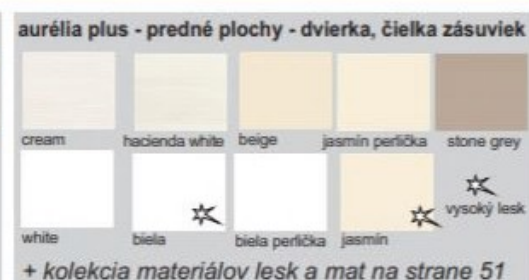 aurélia plus - predné plochy - dvierka, čielka zásuviek
cream hacienda white beige jasmín perlička stone grey
vysoký lesk
white biela biela perlička jasmín
+ kolekcia materiálov lesk a mat na strane 51